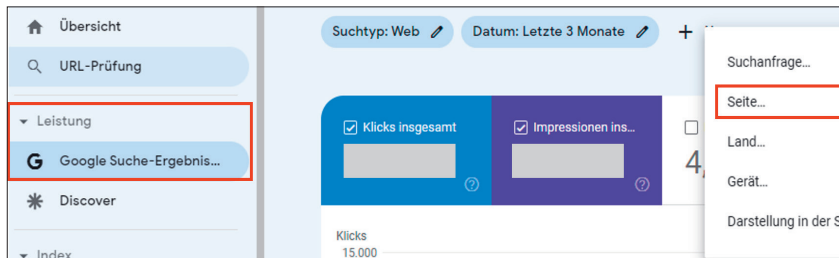 Übersicht
URL-Prüfung
Leistung
Google Suche-Ergebnis...
Discover
Index
Suchtyp: Web
Datum: Letzte 3 Monate
+
Klicks insgesamt
Impressionen ins...
4,
Klicks
15.000
Suchanfrage...
Seite...
Land...
Gerät...
Darstellung in der S